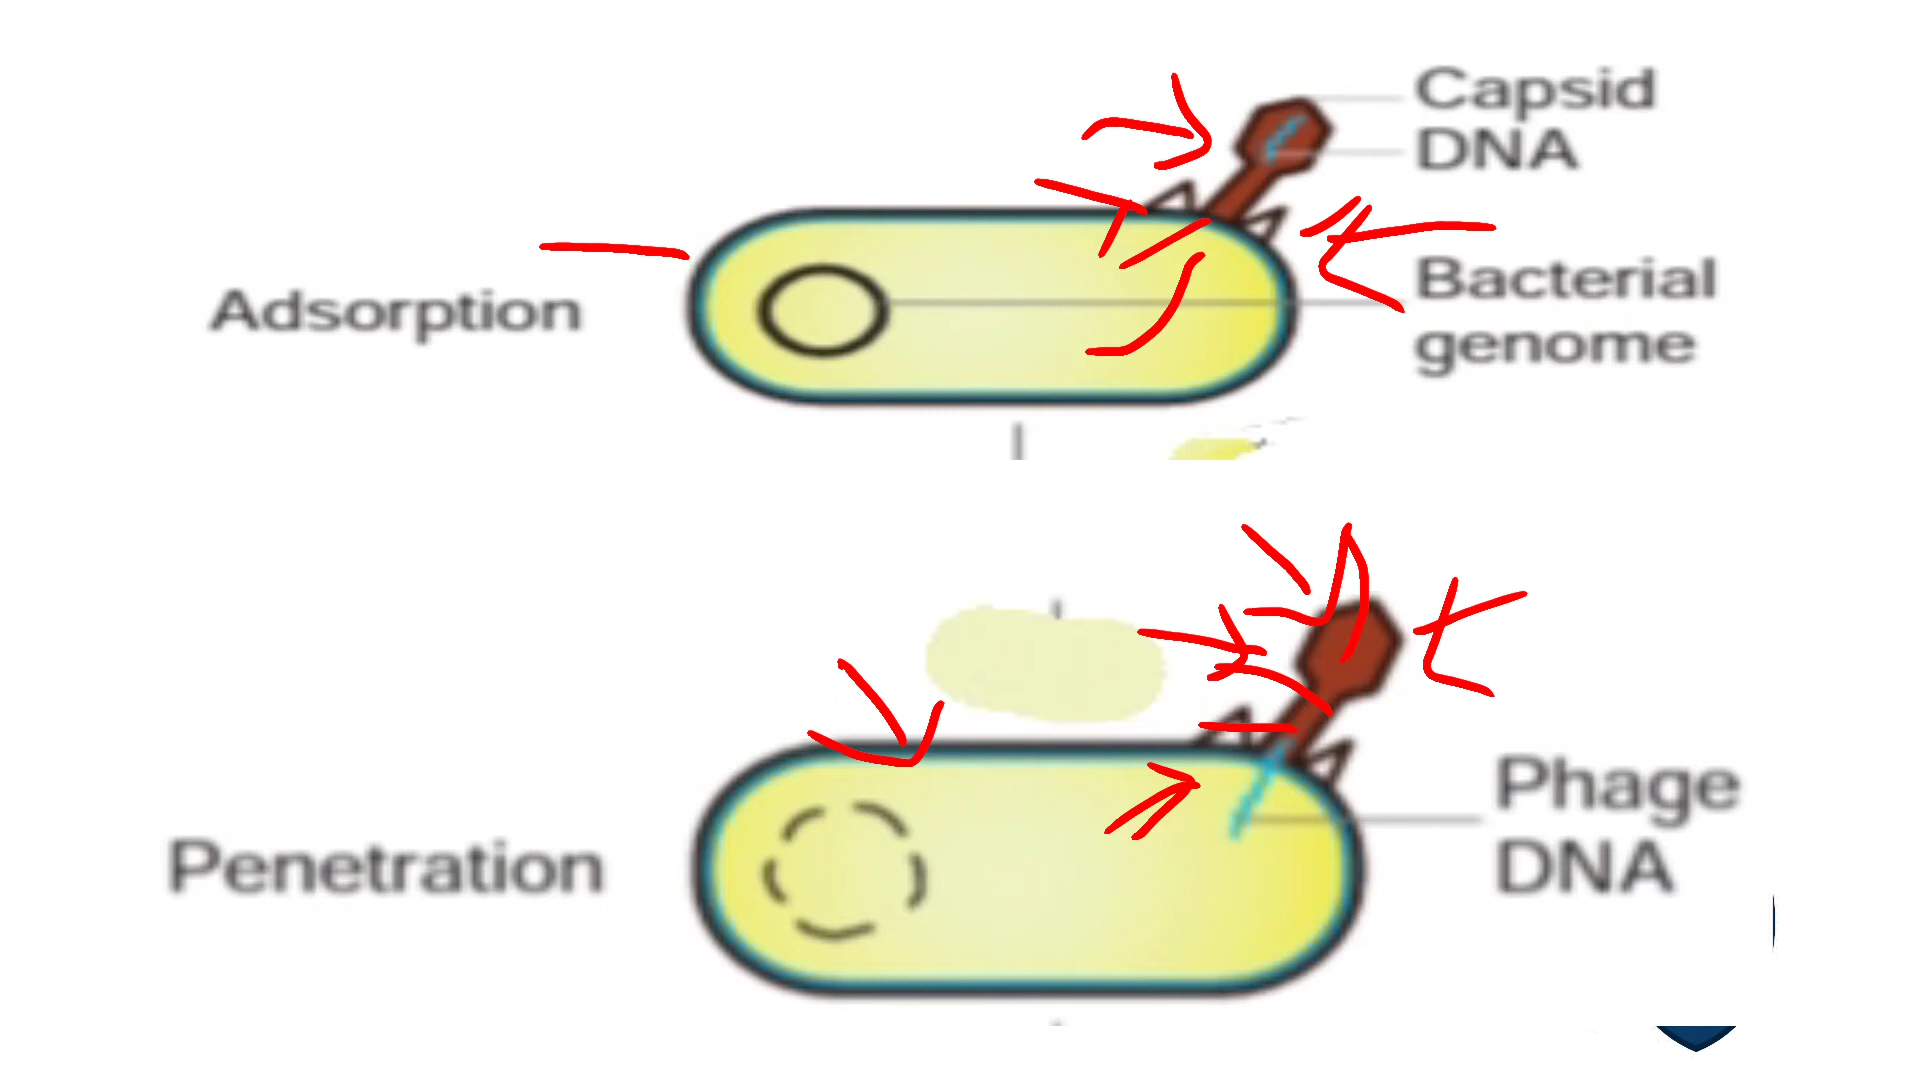 Capsid
DNA
Adsorption
Bacterial
genome
Penetration
Phage
DNA